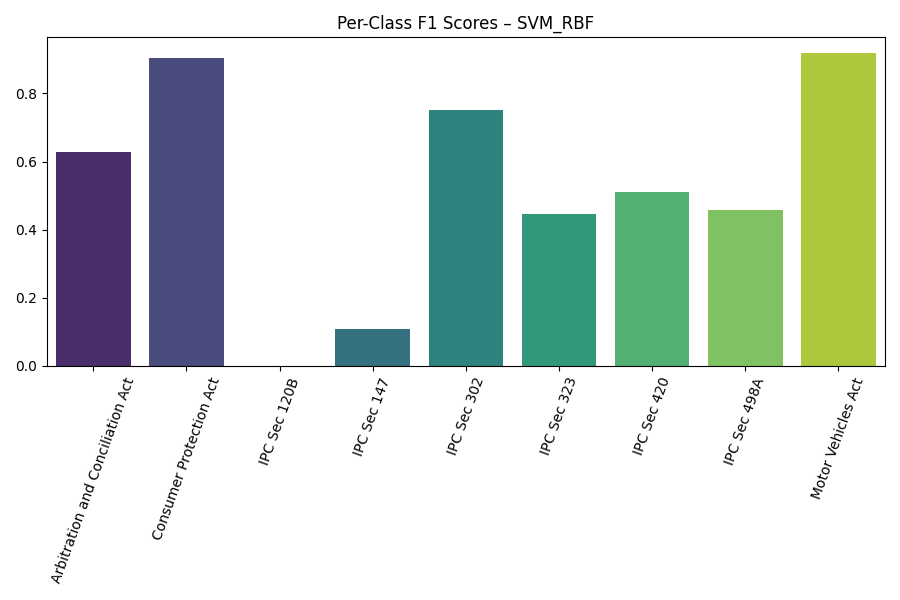 Per-Class F1 Scores – SVM_RBF
0.8
0.6
0.4
0.2
0.0
Arbitration and Conciliation Act
Consumer Protection Act
IPC Sec 120B
IPC Sec 147
IPC Sec 302
IPC Sec 323
IPC Sec 420
IPC Sec 498A
Motor Vehicles Act